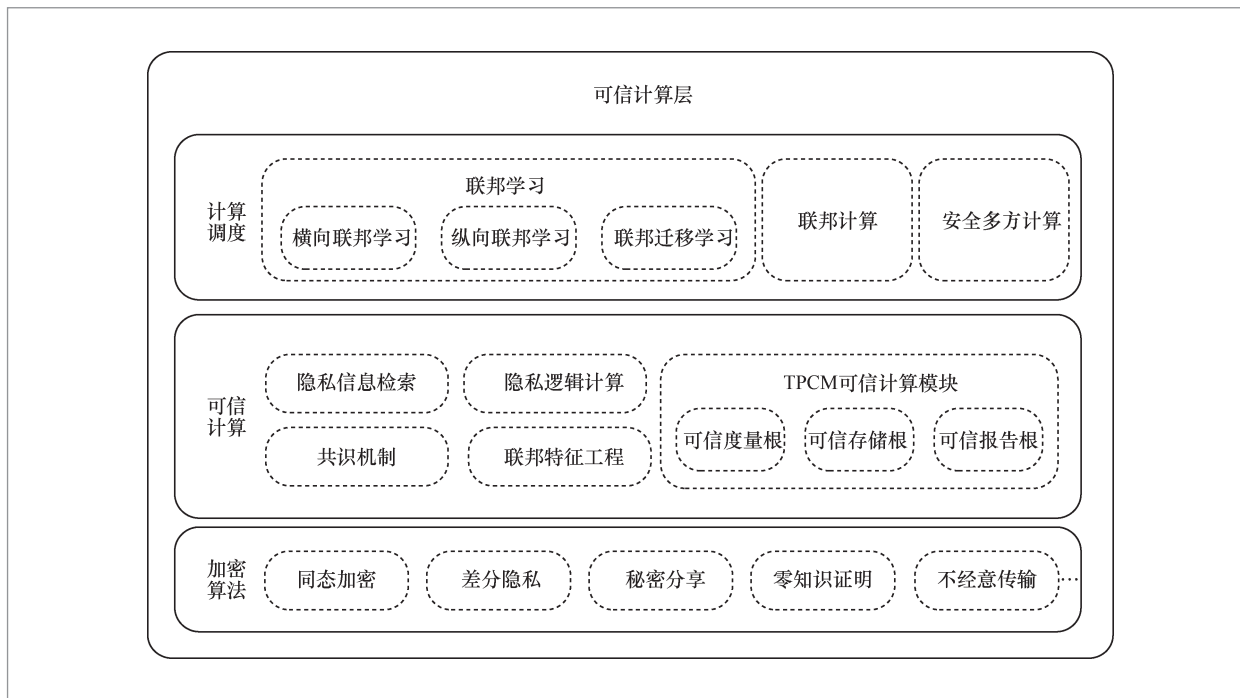 可信计算层
计算
调度
联邦学习
横向联邦学习
纵向联邦学习
联邦迁移学习
联邦计算
安全多方计算
可信
计算
隐私信息检索
隐私逻辑计算
共识机制
联邦特征工程
TPCM可信计算模块
可信度量根
可信存储根
可信报告根
加密
算法
同态加密
差分隐私
秘密分享
零知识证明
不经意传输
…